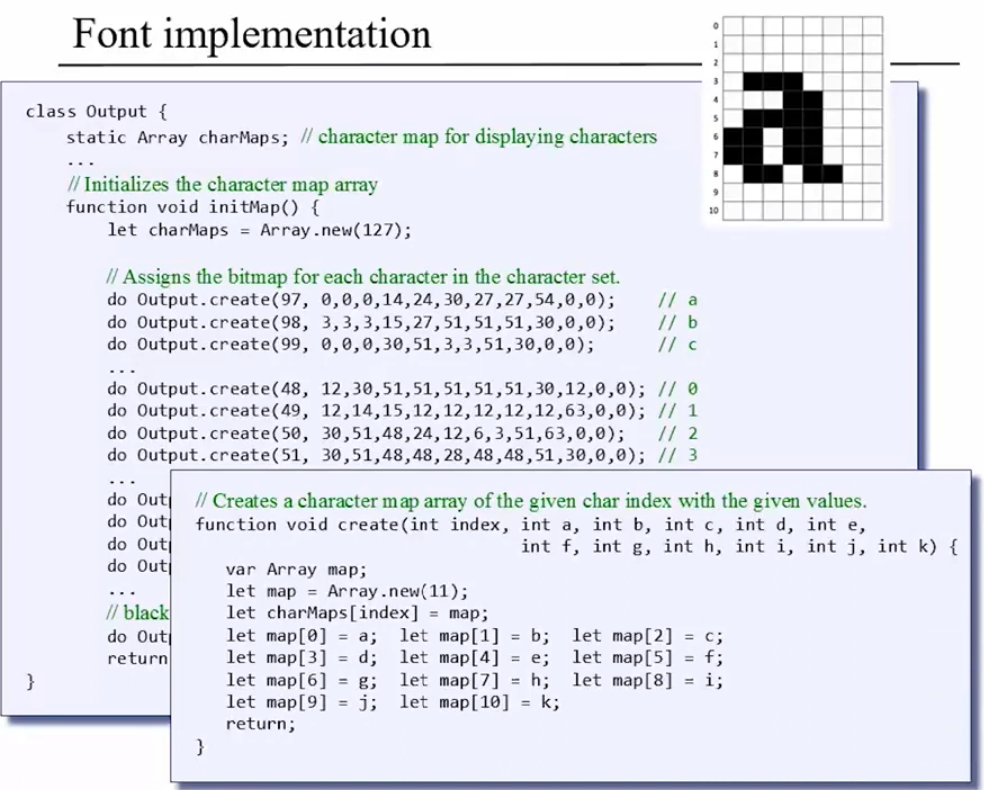 Font implementation
0
1
2
3
4
5
6
7
8
9
10
class Output {
static Array charMaps; // character map for displaying characters
...
// Initializes the character map array
function void initMap() {
let charMaps = Array.new(127);
// Assigns the bitmap for each character in the character set.
do Output.create(97, 0,0,0,14,24,30,27,27,54,0,0); // a
do Output.create(98, 3,3,3,15,27,51,51,51,30,0,0); // b
do Output.create(99, 0,0,0,30,51,3,3,51,30,0,0); // c
...
do Output.create(48, 12,30,51,51,51,51,51,30,12,0,0); // 0
do Output.create(49, 12,14,15,12,12,12,12,12,63,0,0); // 1
do Output.create(50, 30,51,48,24,12,6,3,51,63,0,0); // 2
do Output.create(51, 30,51,48,48,28,48,48,51,30,0,0); // 3
...
do Out
do Out
do Out
do Out
...
// black
do Out
return
}
// Creates a character map array of the given char index with the given values.
function void create(int index, int a, int b, int c, int d, int e,
int f, int g, int h, int i, int j, int k) {
var Array map;
let map = Array.new(11);
let charMaps[index] = map;
let map[0] = a; let map[1] = b; let map[2] = c;
let map[3] = d; let map[4] = e; let map[5] = f;
let map[6] = g; let map[7] = h; let map[8] = i;
let map[9] = j; let map[10] = k;
return;
}